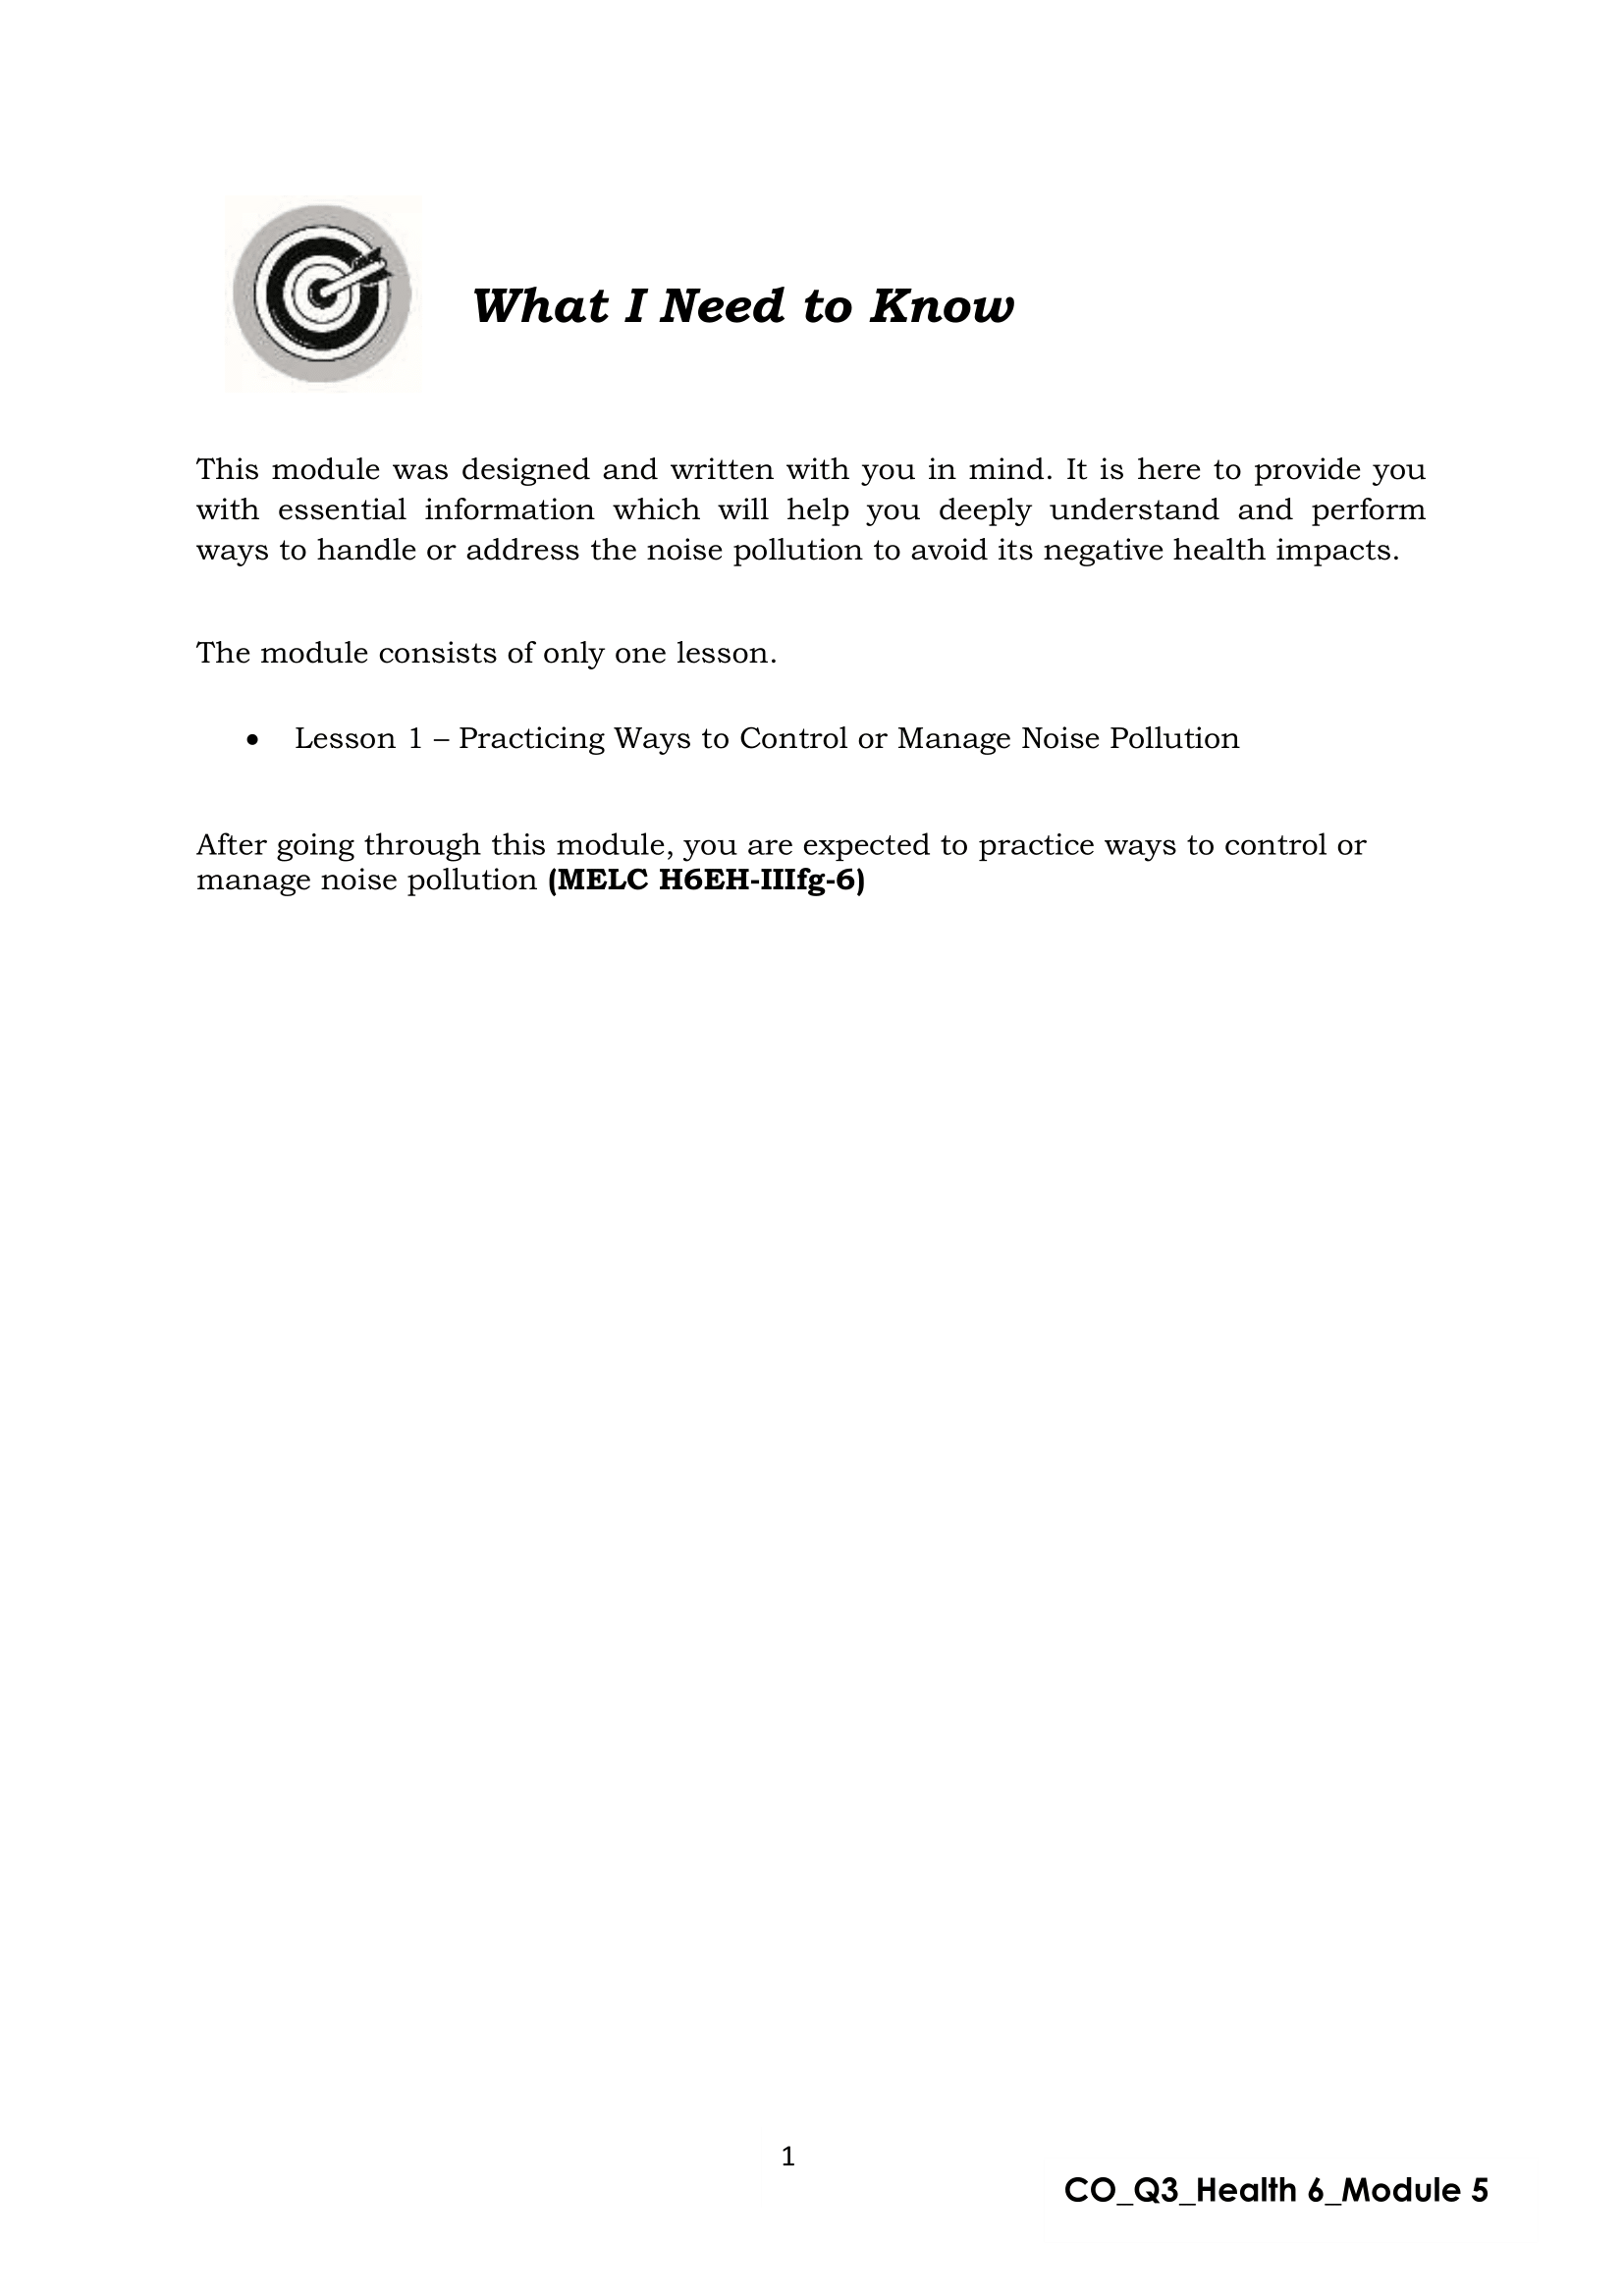 What I Need to Know
This module was designed and written with you in mind. It is here to provide you
with essential information which will help you deeply understand and perform
ways to handle or address the noise pollution to avoid its negative health impacts.
The module consists of only one lesson.
• Lesson 1 – Practicing Ways to Control or Manage Noise Pollution
After going through this module, you are expected to practice ways to control or
manage noise pollution (MELC H6EH-IIIfg-6)
1
CO_Q3_Health 6_Module 5